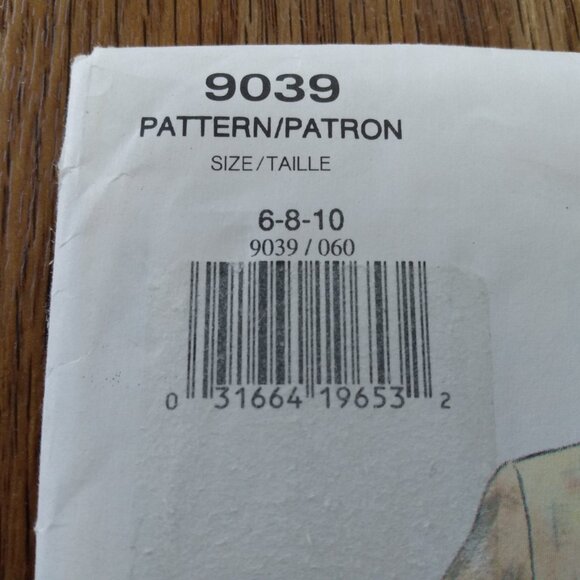 9039
PATTERN/PATRON
SIZE/TAILLE
6-8-10
9039 / 060
0 31664 19653 2